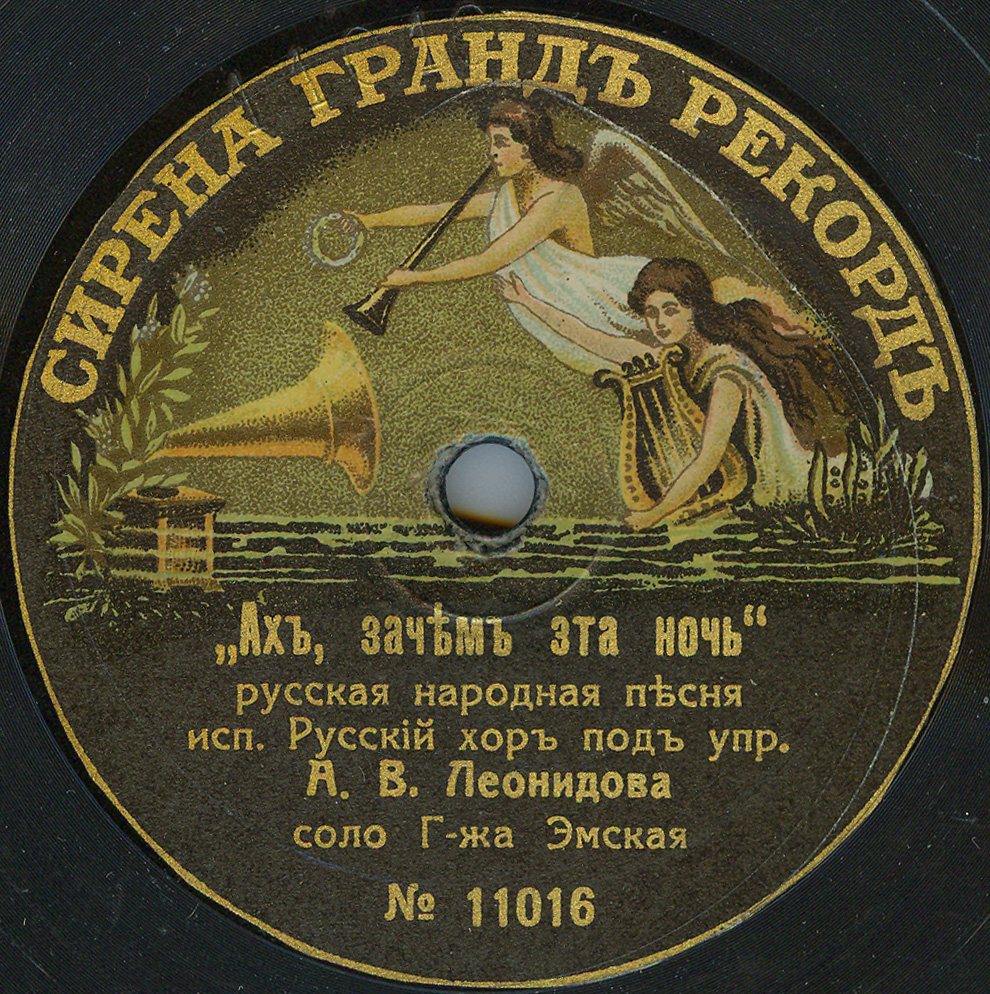 СИРЕНА ГРАНДЪ РЕКОРДЪ
„Ахъ, зачѣмъ эта ночь“
русская народная пѣсня
исп. Русскій хоръ подъ упр.
А. В. Леонидова
соло Г-жа Эмская
№ 11016